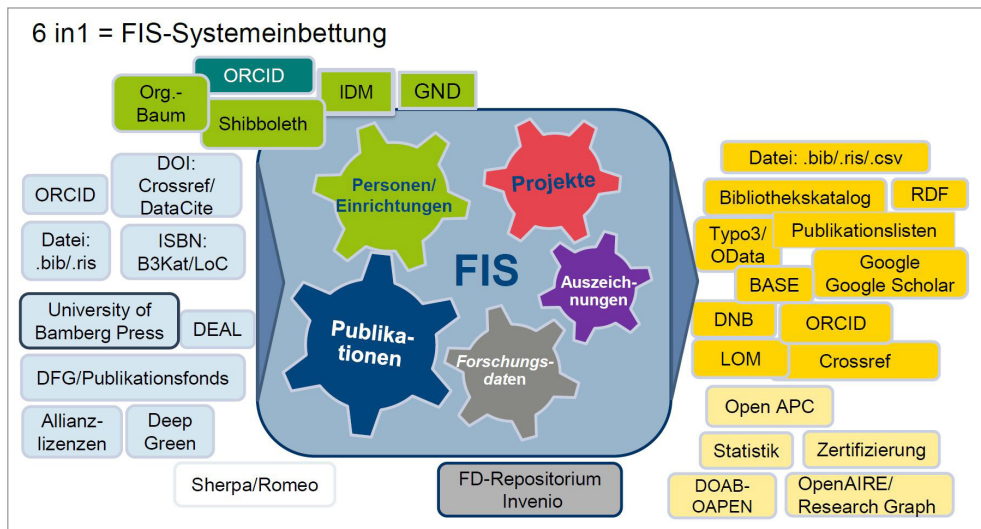 6 in1 = FIS-Systemeinbettung
ORCID
Org.-
Baum
Shibboleth
IDM
GND
ORCID
DOI:
Crossref/
DataCite
Datei:
.bib/.ris
ISBN:
B3Kat/LoC
University of
Bamberg Press
DEAL
DFG/Publikationsfonds
Allianz-
lizenzen
Deep
Green
Sherpa/Romeo
Personen/
Einrichtungen
Projekte
FIS
Auszeich-
nungen
Publika-
tionen
Forschungs-
daten
FD-Repositorium
Invenio
Datei: .bib/.ris/.csv
Bibliothekskatalog
RDF
Typo3/
OData
Publikationslisten
BASE
Google
Google Scholar
DNB
ORCID
LOM
Crossref
Open APC
Statistik
Zertifizierung
DOAB-
OAPEN
OpenAIRE/
Research Graph